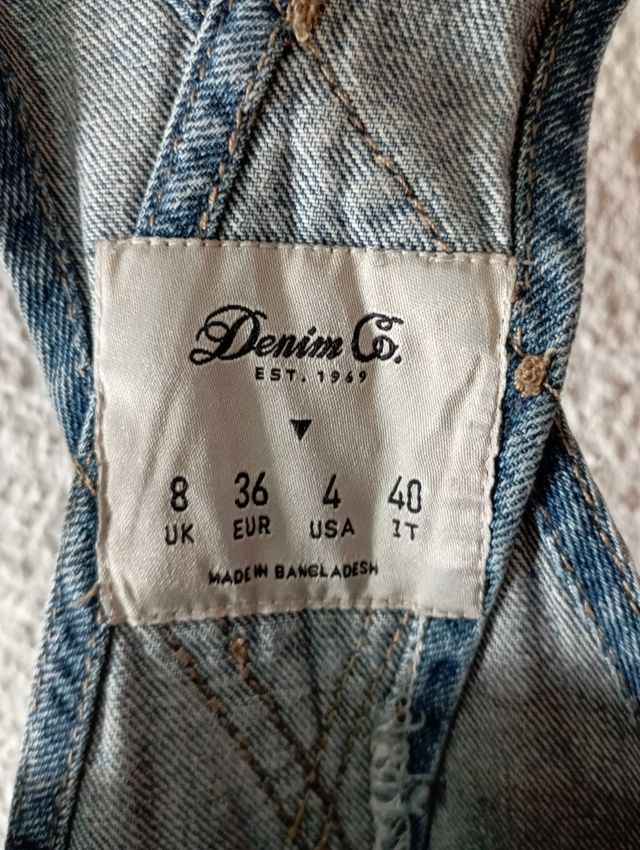 Denim Co.
EST. 1969
8 36 4 40
UK EUR USA IT
MADE IN BANGLADESH